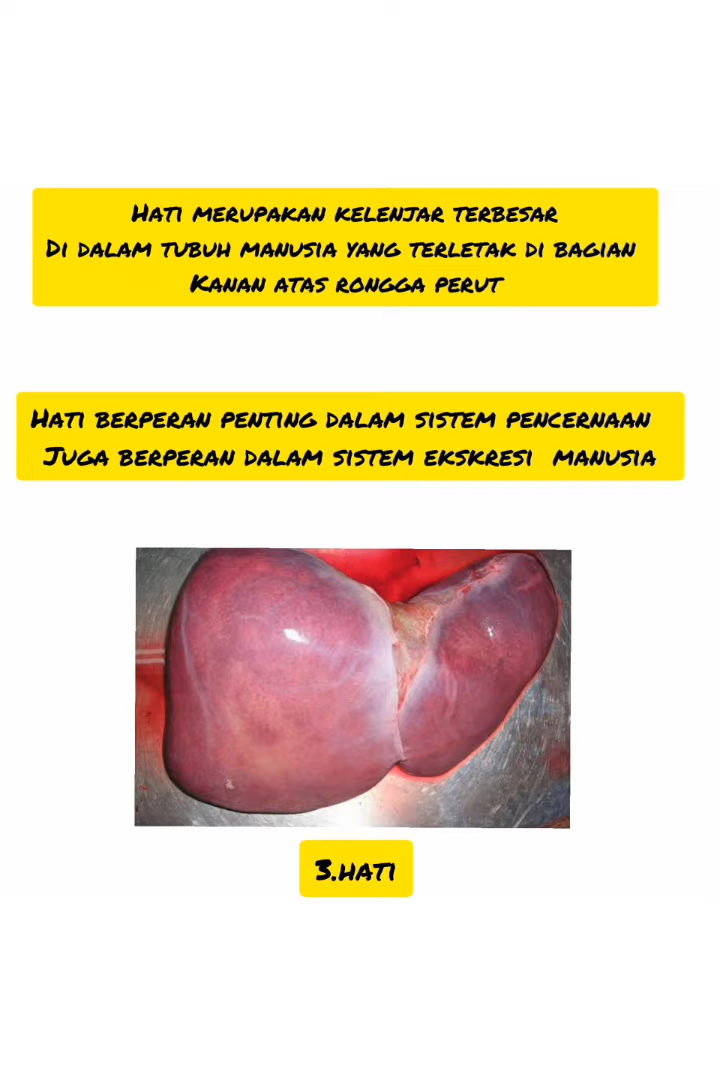 Hati merupakan kelenjar terbesar
Di dalam tubuh manusia yang terletak di bagian
Kanan atas rongga perut
Hati berperan penting dalam sistem pencernaan
Juga berperan dalam sistem ekskresi manusia
3.hati